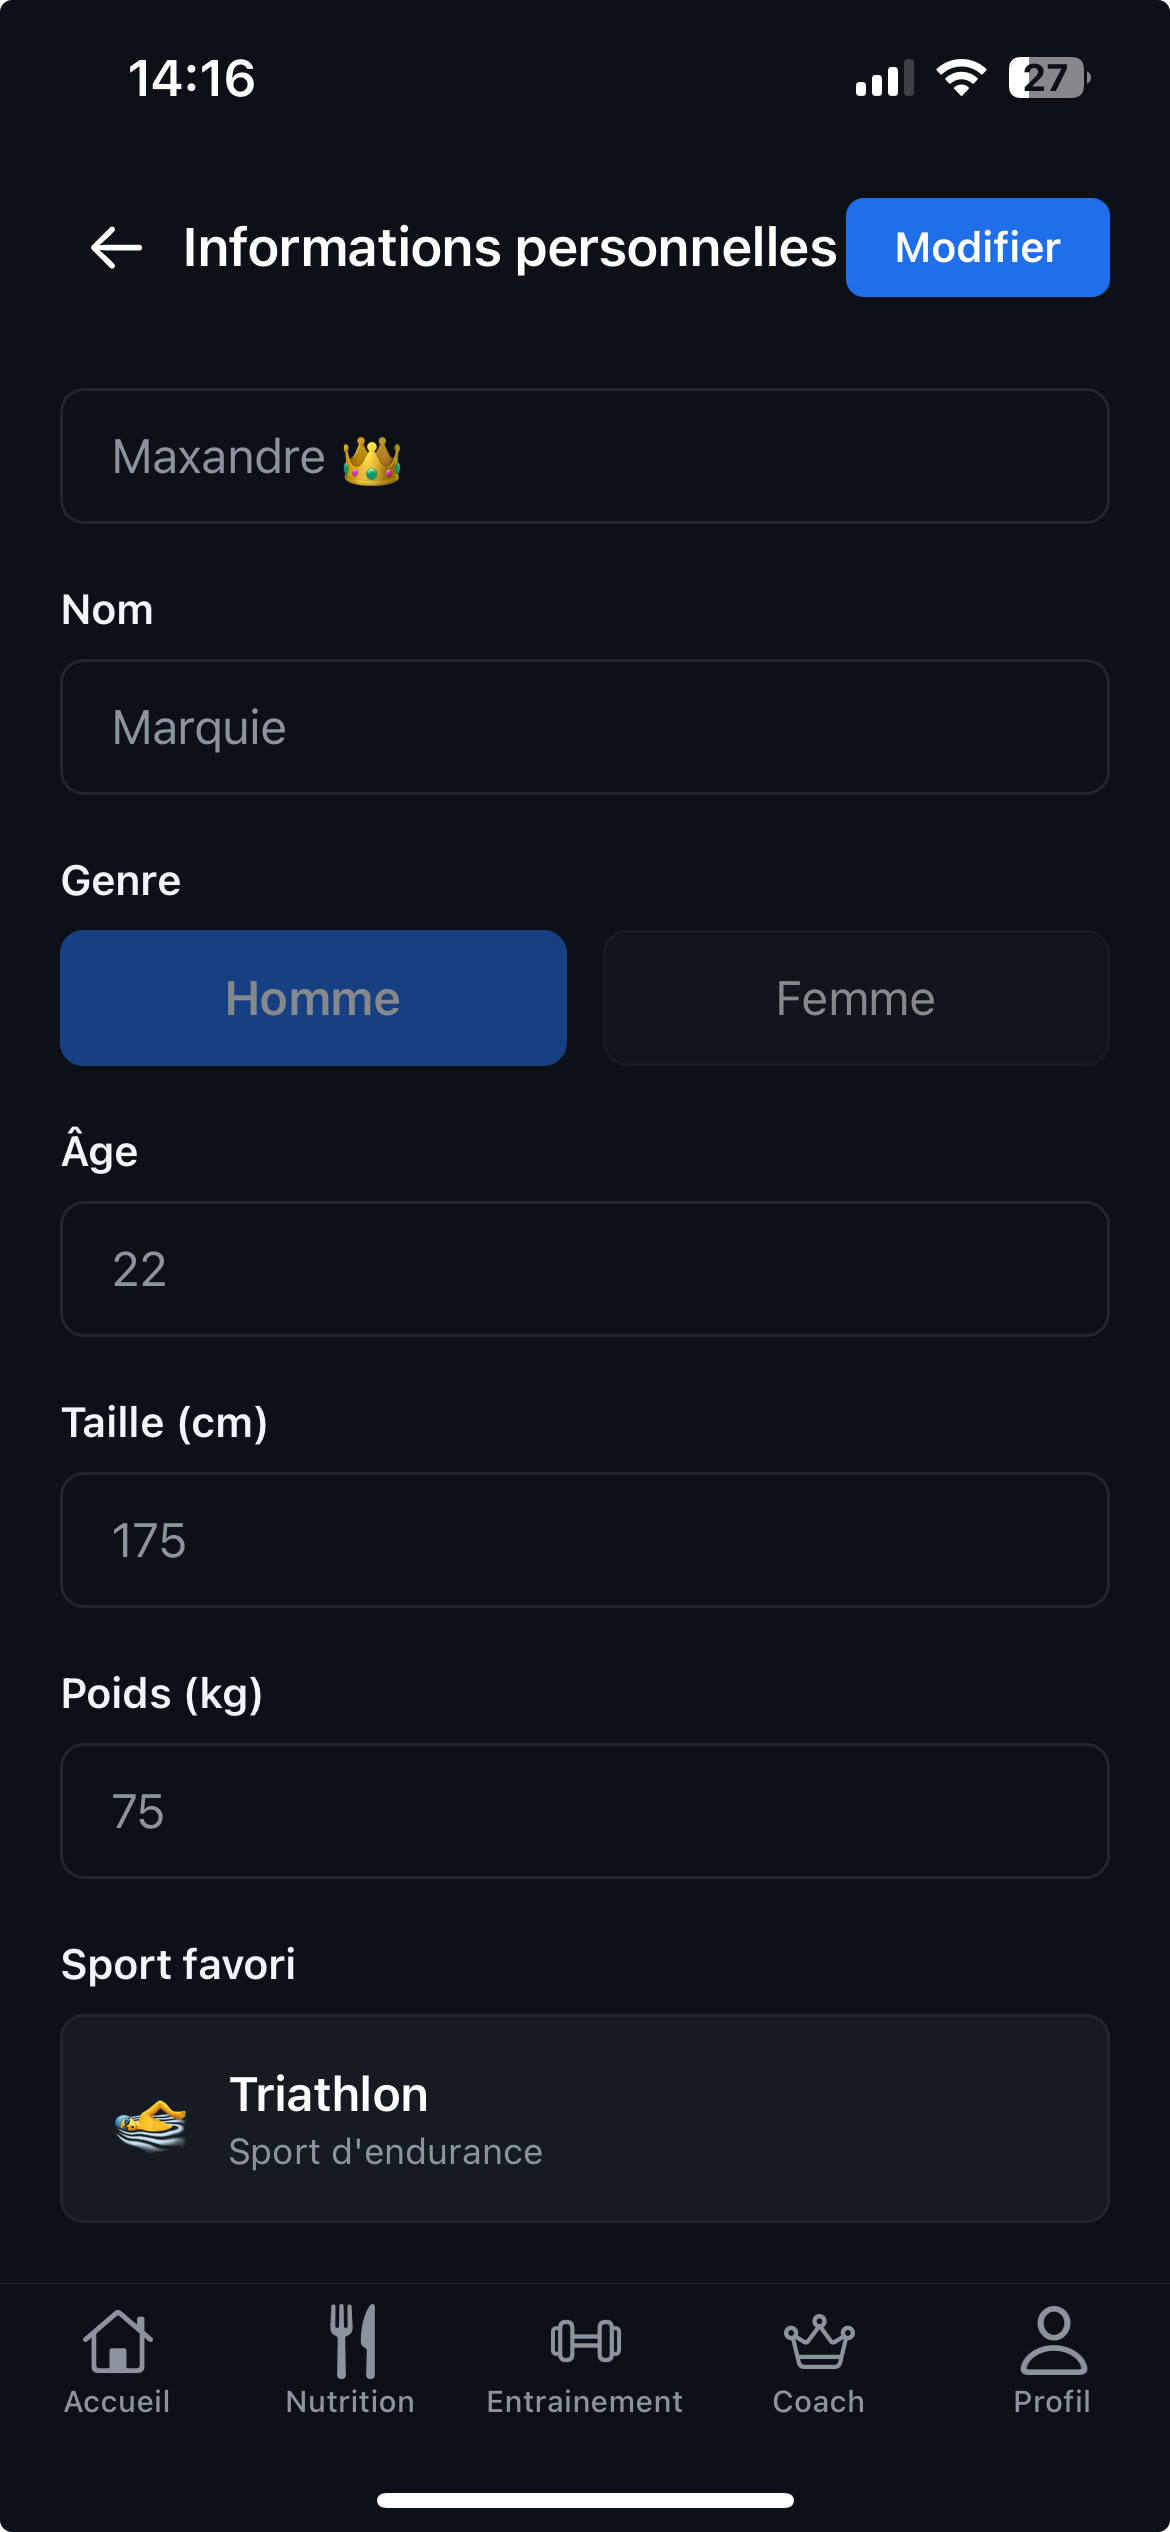 14:16
27
Informations personnelles
Modifier
Maxandre 👑
Nom
Marquie
Genre
Homme
Femme
Âge
22
Taille (cm)
175
Poids (kg)
75
Sport favori
Triathlon
Sport d'endurance
Accueil
Nutrition
Entrainement
Coach
Profil